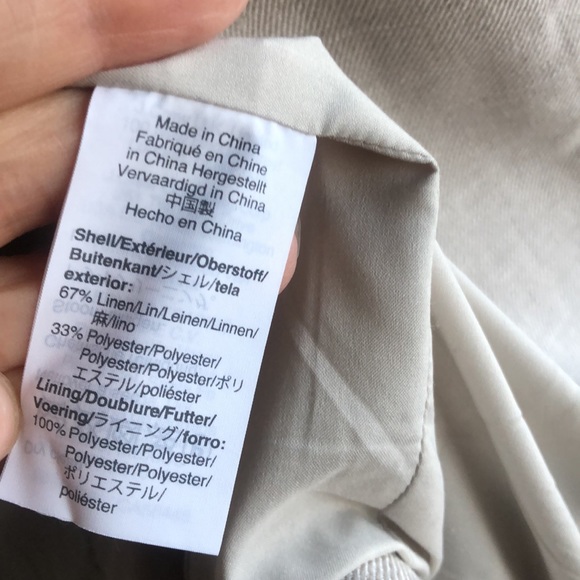 Made in China
Fabriqué en Chine
in China Hergestellt
Vervaardigd in China
中国製
Hecho en China
Shell/Extérieur/Oberstoff/
Buitenkant/シェル/tela
exterior:
67% Linen/Lin/Leinen/Linnen/
麻/lino
33% Polyester/Polyester/
Polyester/Polyester/ポリ
エステル/poliéster
Lining/Doublure/Futter/
Voering/ライニング/forro:
100% Polyester/Polyester/
Polyester/Polyester/
ポリエステル/
poliéster